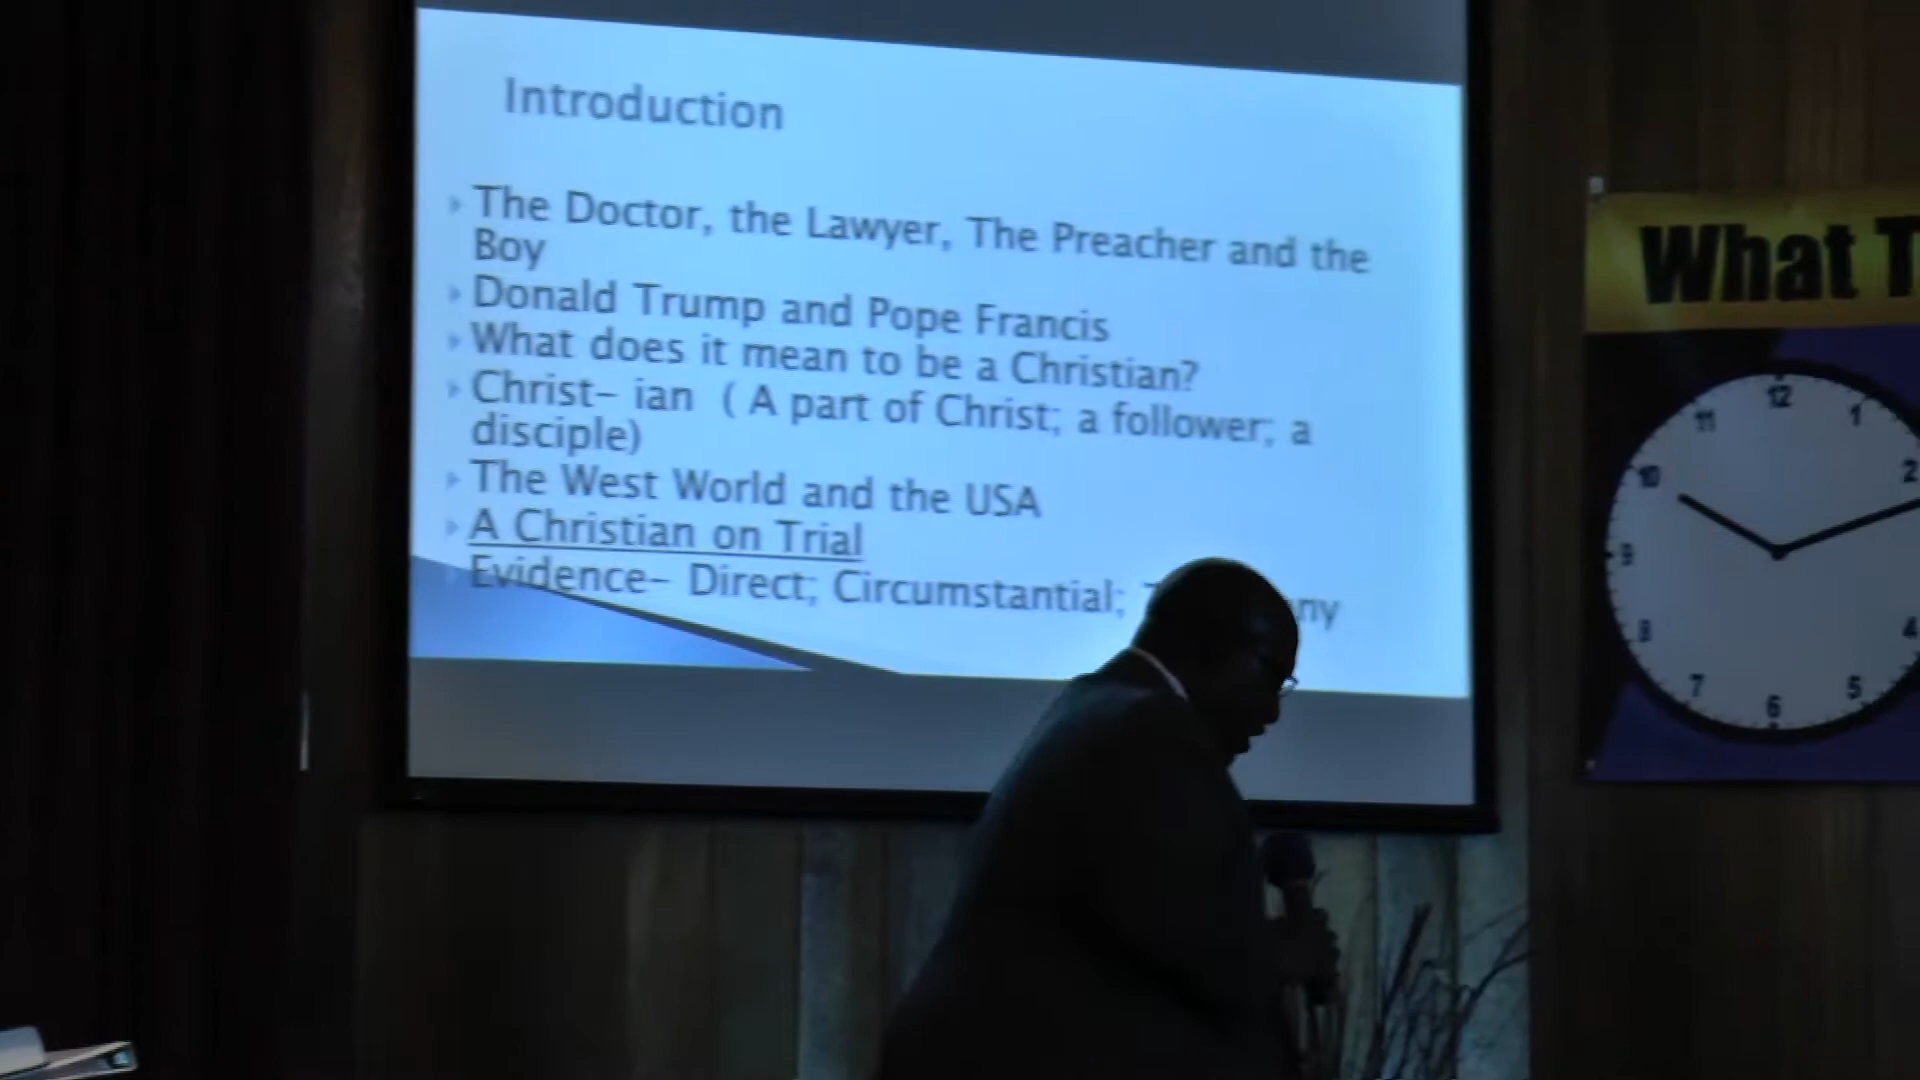 Introduction
The Doctor, the Lawyer, The Preacher and the
Boy
Donald Trump and Pope Francis
What does it mean to be a Christian?
Christ- ian ( A part of Christ; a follower; a
disciple)
The West World and the USA
A Christian on Trial
Evidence- Direct; Circumstantial;
What T
12
11
1
10
2
9
8
4
7
5
6